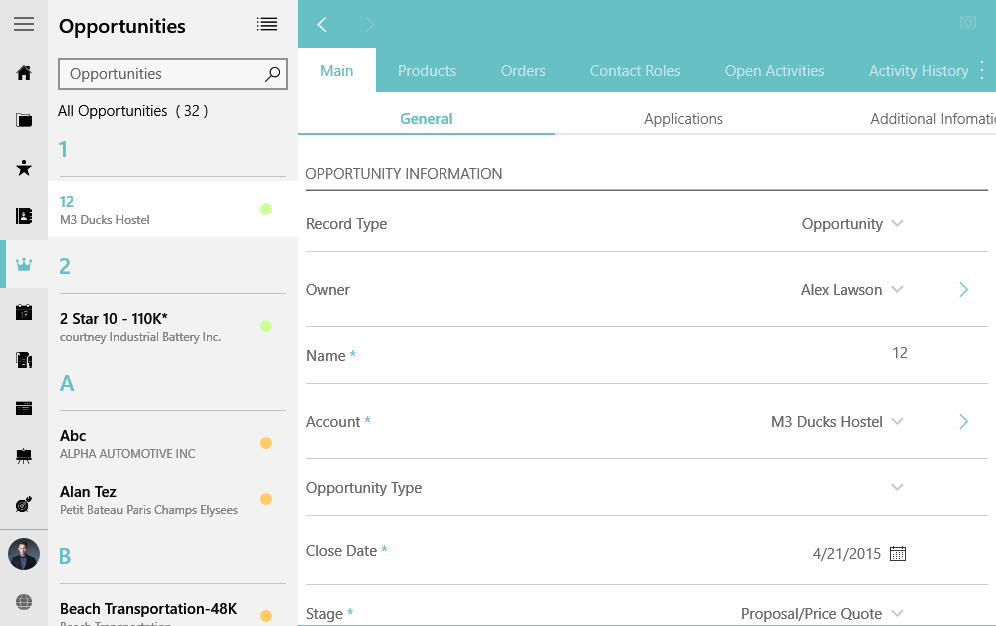 Opportunities
Opportunities
All Opportunities ( 32 )
1
12
M3 Ducks Hostel
2
2 Star 10 - 110K*
courtney Industrial Battery Inc.
A
Abc
ALPHA AUTOMOTIVE INC
Alan Tez
Petit Bateau Paris Champs Elysees
B
Beach Transportation-48K
Beach Transportation
Main
Products
Orders
Contact Roles
Open Activities
Activity History
General
Applications
Additional Infomati
OPPORTUNITY INFORMATION
Record Type
Opportunity
Owner
Alex Lawson
Name *
12
Account *
M3 Ducks Hostel
Opportunity Type
Close Date *
4/21/2015
Stage *
Proposal/Price Quote